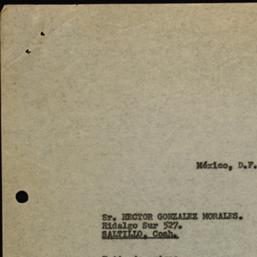 México, D.F.
Sr. HECTOR GONZALEZ MORALES.
Hidalgo Sur 527.
SALTILLO, Coah.